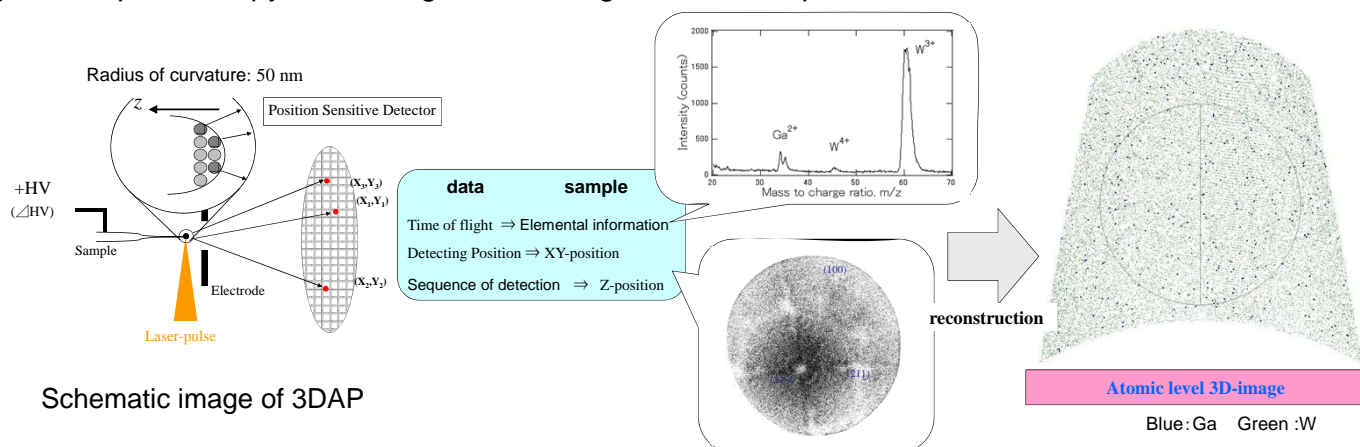 Radius of curvature: 50 nm
z
Position Sensitive Detector
+HV
(⊿HV)
Sample
(X3,Y3)
(X1,Y1)
(X2,Y2)
Electrode
Laser-pulse
Schematic image of 3DAP
data sample
Time of flight ⇒ Elemental information
Detecting Position ⇒ XY-position
Sequence of detection ⇒ Z-position
2000
1500
1000
500
0
Intensity (counts)
Ga2+
W4+
W3+
20 30 40 50 60 70
Mass to charge ratio, m/z
(100)
(211)
reconstruction
Atomic level 3D-image
Blue:Ga Green :W